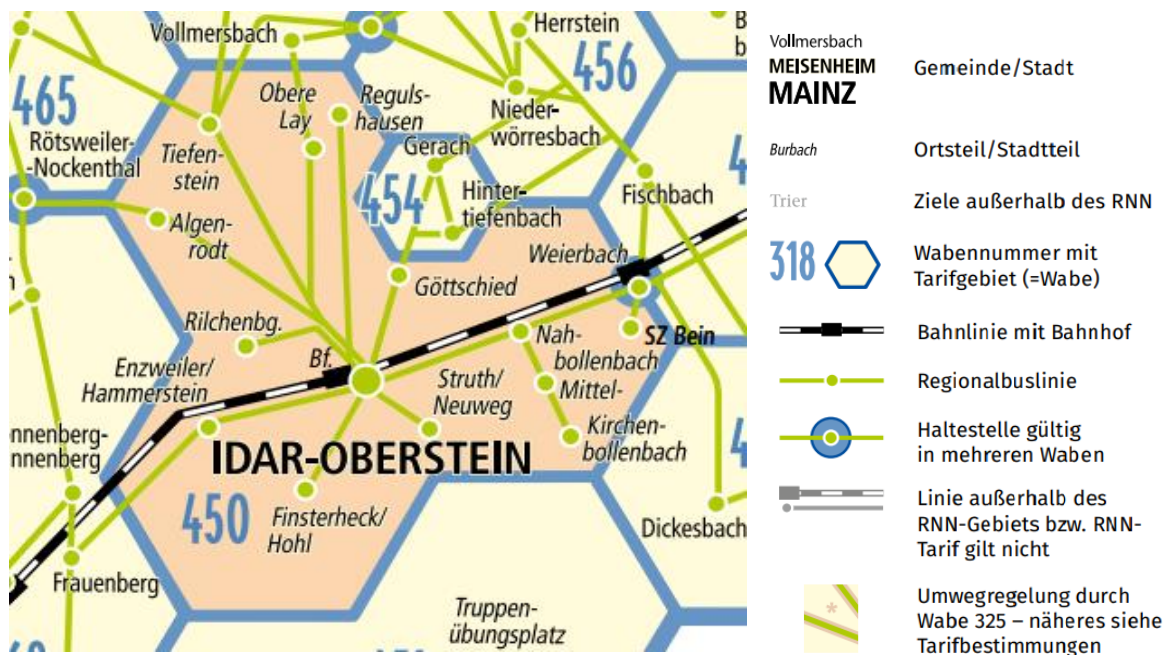 Vollmersbach
Herrstein
B
b
465
456
Obere
Lay
Reguls-
hausen
Nieder-
wörresbach
Rötsweiler-
-Nockenthal
Tiefen-
stein
Gerach
4
454
Hinter-
tiefenbach
Fischbach
Algen-
rodt
Weierbach
Göttschied
Rilchenbg.
Bf.
Nah-
bollenbach
SZ Bein
Enzweiler/
Hammerstein
Struth/
Neuweg
Mittel-
Kirchen-
bollenbach
nnenberg-
nnenberg
IDAR-OBERSTEIN
4
450
Finsterheck/
Hohl
Dickesbach
Frauenberg
Truppen-
übungsplatz
Vollmersbach
MEISENHEIM
MAINZ
Gemeinde/Stadt
Burbach
Ortsteil/Stadtteil
Trier
Ziele außerhalb des RNN
318
Wabennummer mit
Tarifgebiet (=Wabe)
Bahnlinie mit Bahnhof
Regionalbuslinie
Haltestelle gültig
in mehreren Waben
Linie außerhalb des
RNN-Gebiets bzw. RNN-
Tarif gilt nicht
*
Umwegregelung durch
Wabe 325 – näheres siehe
Tarifbestimmungen